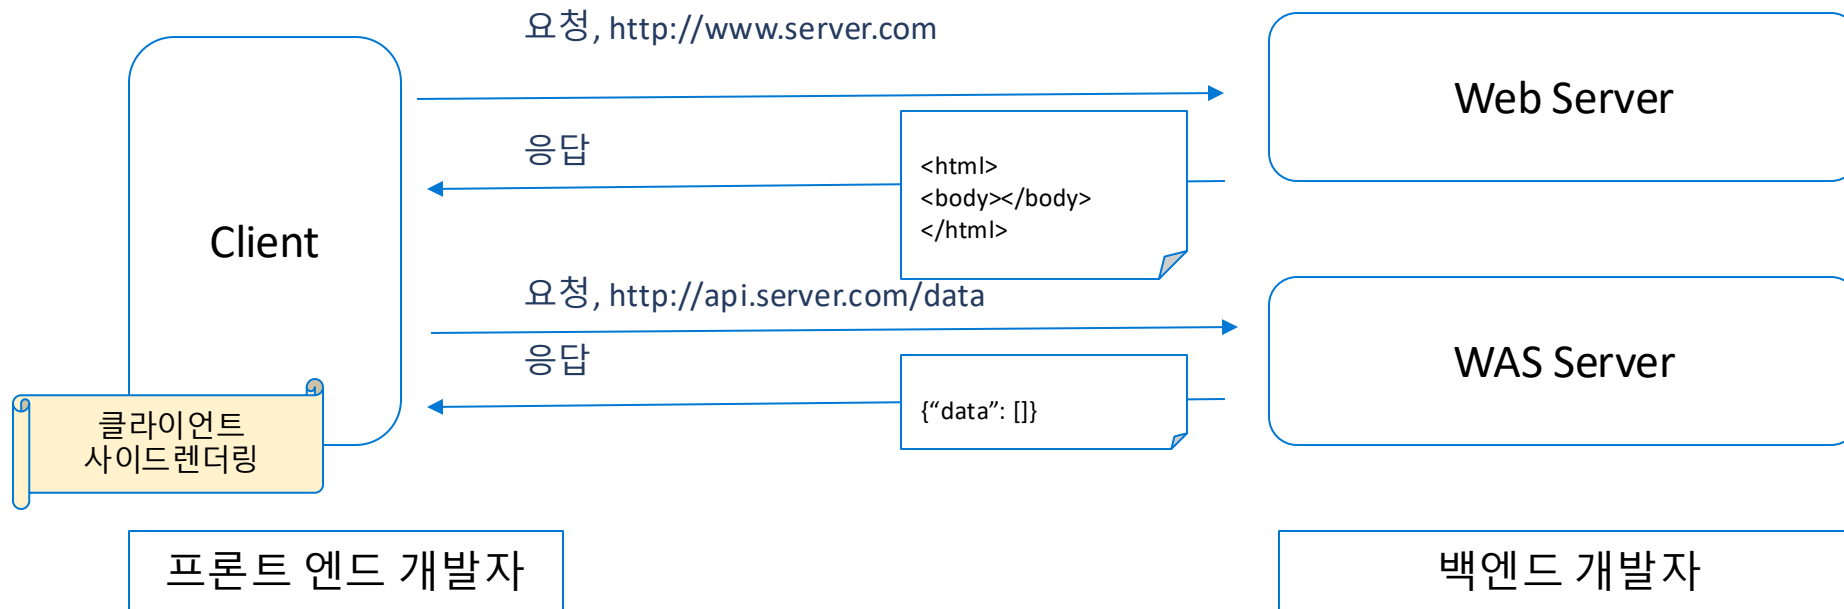 요청, http://www.server.com
Web Server
응답
<html>
<body></body>
</html>
Client
요청, http://api.server.com/data
응답
WAS Server
{“data”: []}
클라이언트
사이드렌더링
프론트 엔드 개발자
백엔드 개발자